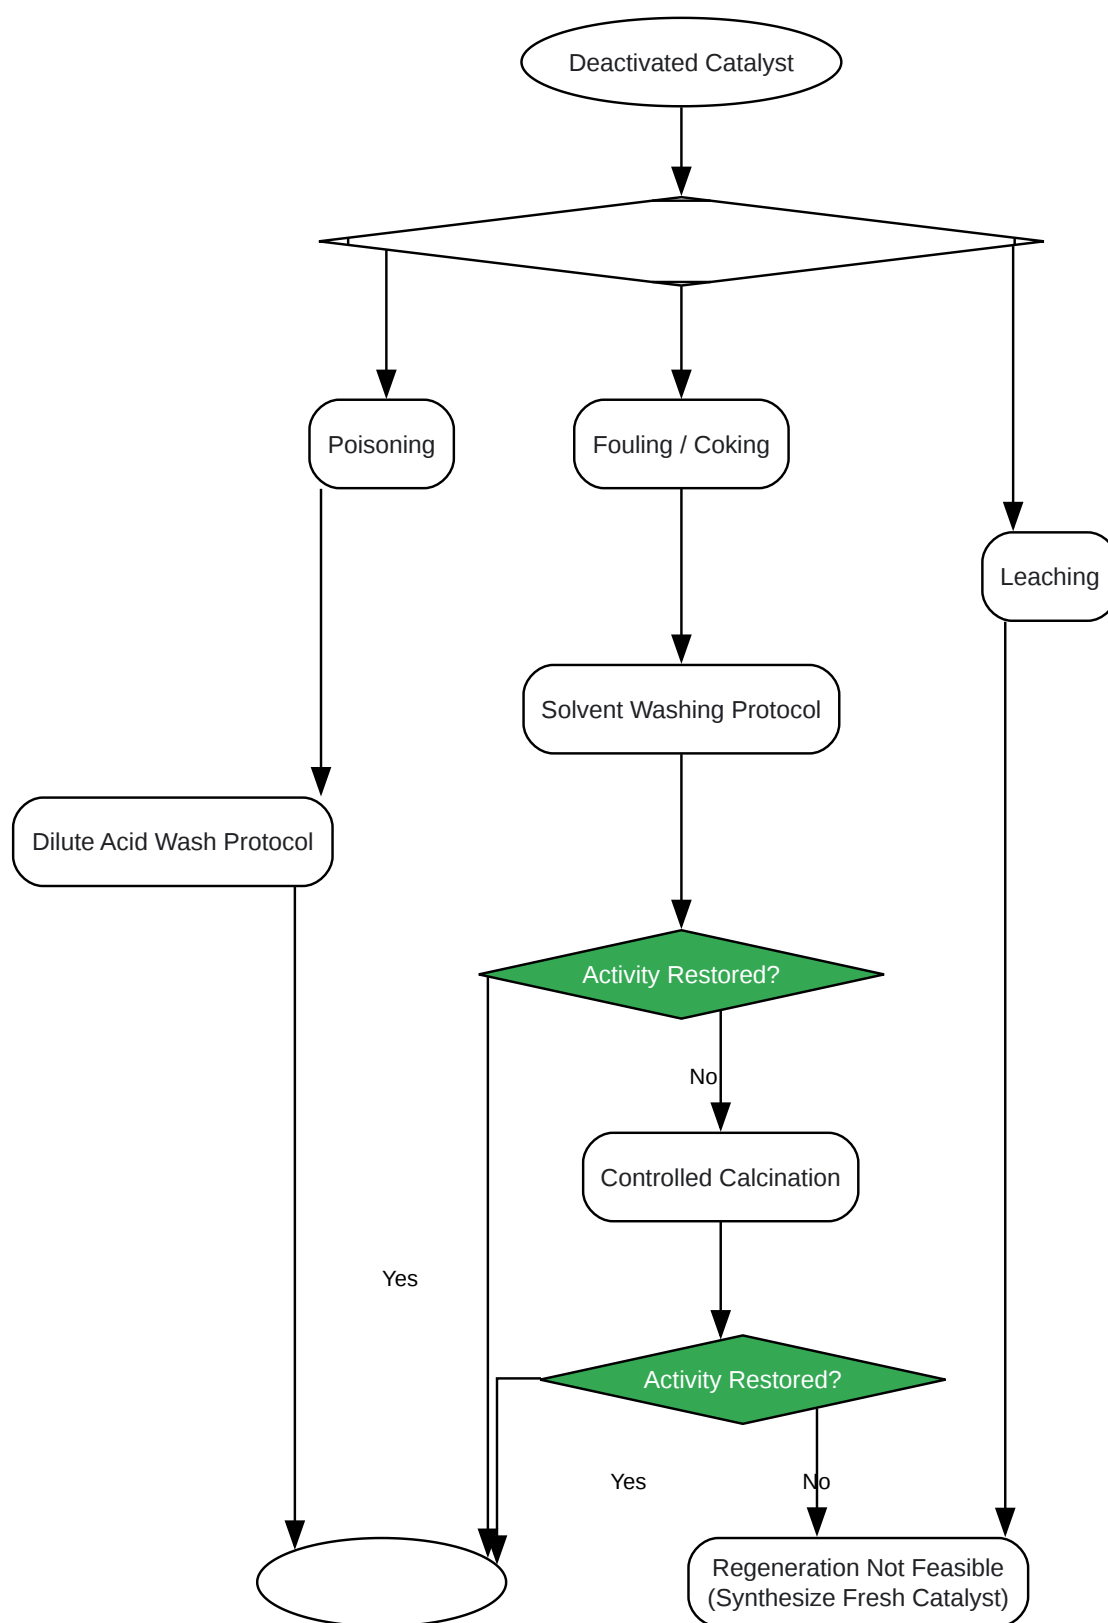 Deactivated Catalyst
Poisoning
Fouling / Coking
Leaching
Solvent Washing Protocol
Dilute Acid Wash Protocol
Activity Restored?
No
Controlled Calcination
Yes
Activity Restored?
Yes
No
Regeneration Not Feasible
(Synthesize Fresh Catalyst)